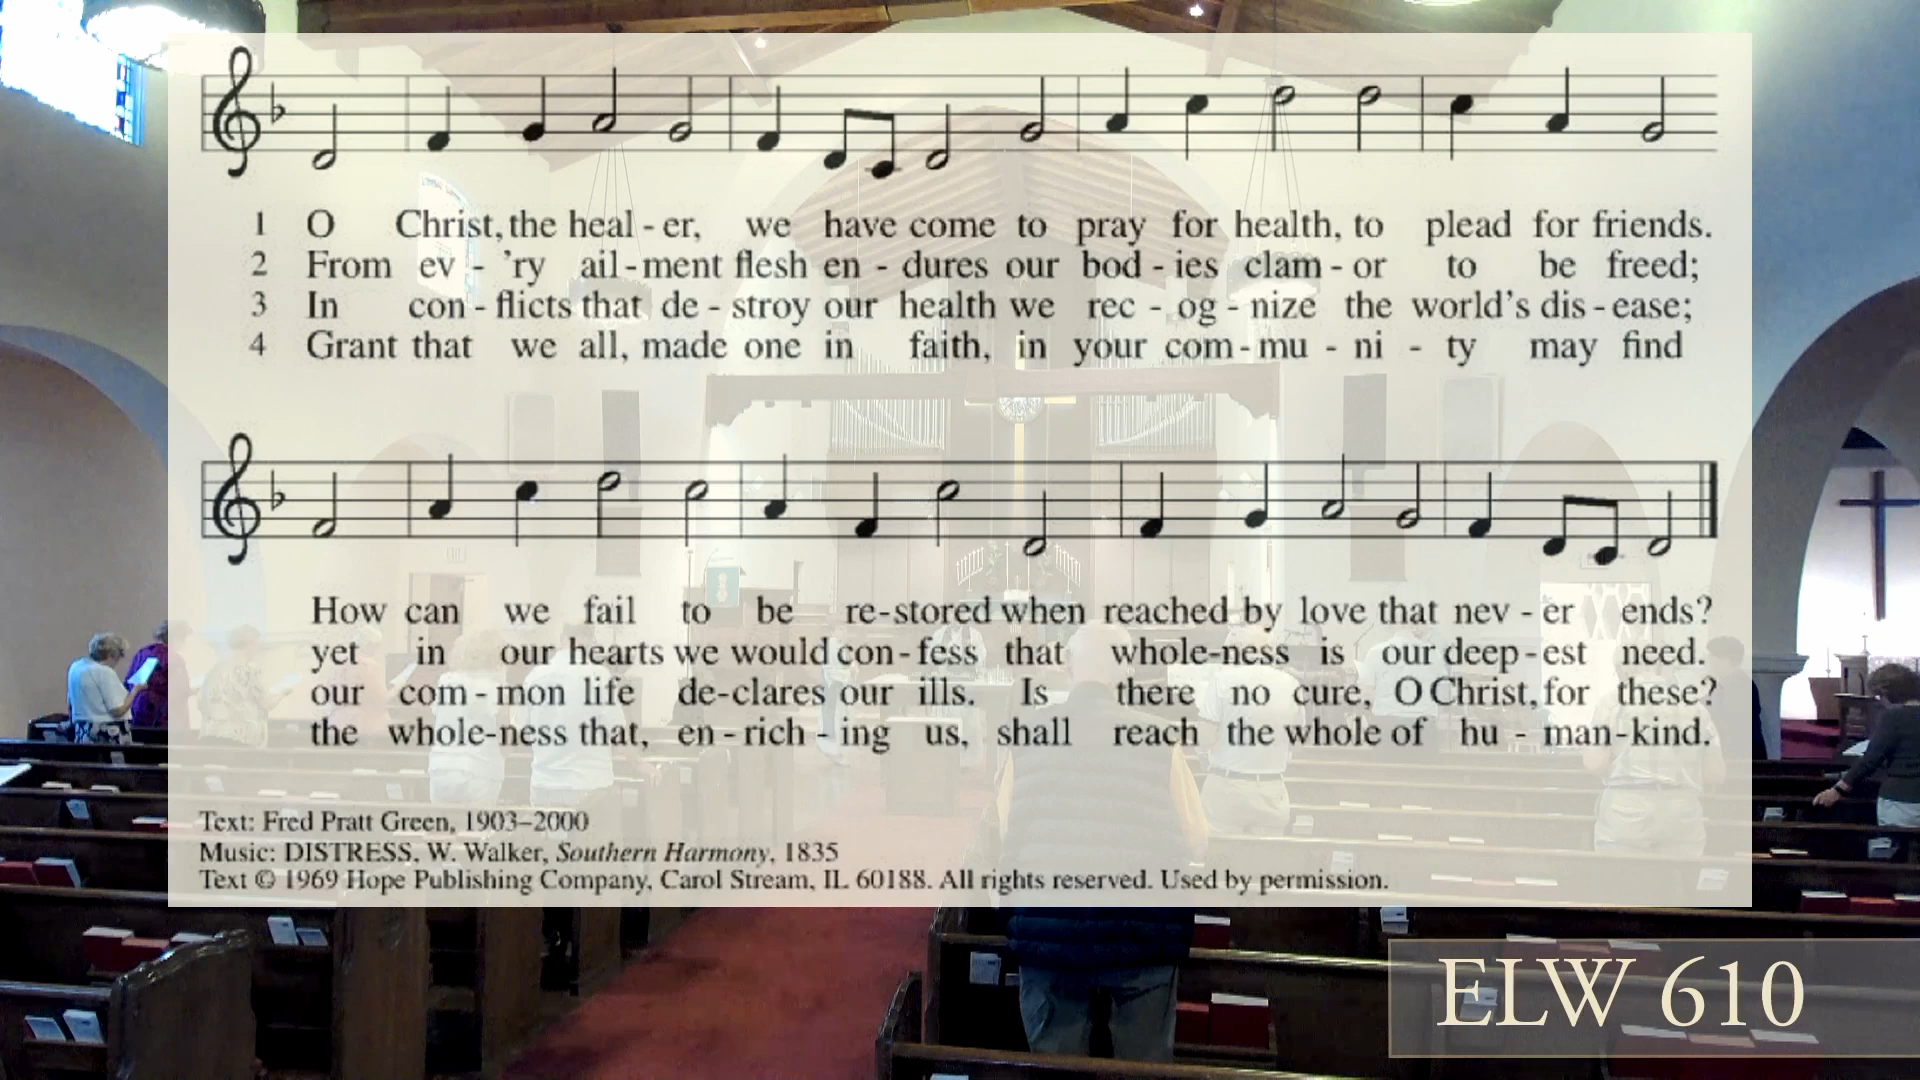 1 O Christ, the heal - er, we have come to pray for health, to plead for friends.
2 From ev - 'ry ail - ment flesh en - dures our bod - ies clam - or to be freed;
3 In con - flicts that de - stroy our health we rec - og - nize the world's dis - ease;
4 Grant that we all, made one in faith, in your com - mu - ni - ty may find
How can we fail to be re - stored when reached by love that nev - er ends?
yet in our hearts we would con - fess that whole - ness is our deep - est need.
our com - mon life de - clares our ills. Is there no cure, O Christ, for these?
the whole - ness that, en - rich - ing us, shall reach the whole of hu - man - kind.
Text: Fred Pratt Green, 1903–2000
Music: DISTRESS, W. Walker, Southern Harmony, 1835
Text © 1969 Hope Publishing Company, Carol Stream, IL 60188. All rights reserved. Used by permission.
ELW 610